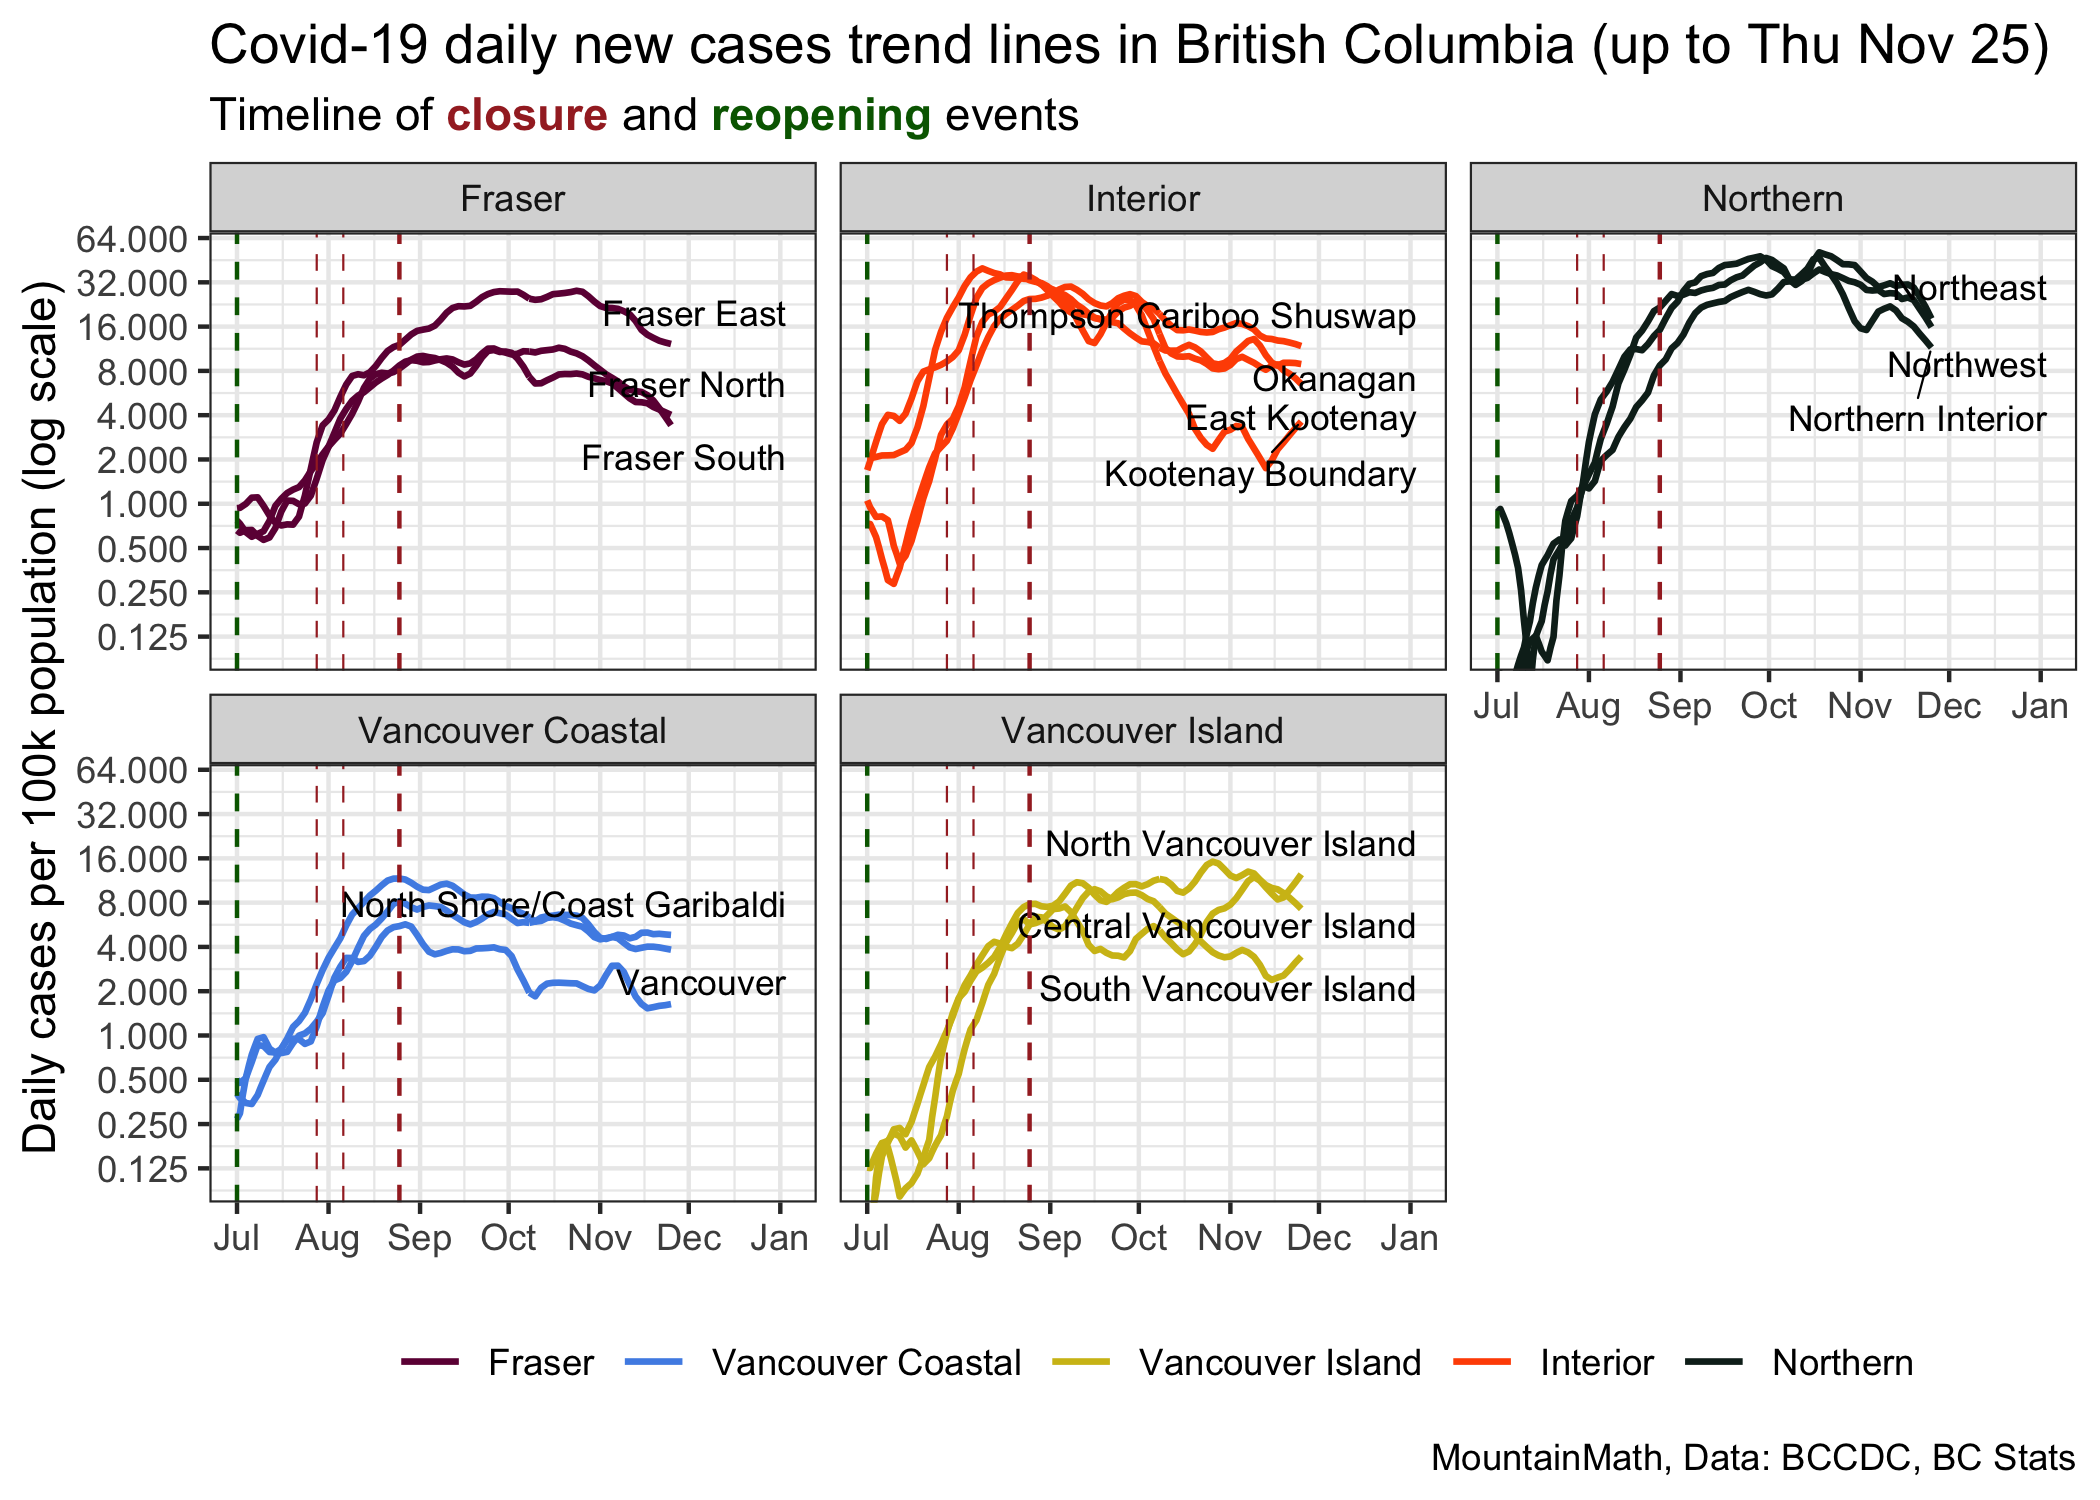 Covid-19 daily new cases trend lines in British Columbia (up to Thu Nov 25)
Timeline of closure and reopening events
Daily cases per 100k population (log scale)
Fraser
Interior
Northern
64.000
32.000
16.000
8.000
4.000
2.000
1.000
0.500
0.250
0.125
Fraser East
Fraser North
Fraser South
Thompson Cariboo Shuswap
Okanagan
East Kootenay
Kootenay Boundary
Northeast
Northwest
Northern Interior
Jul Aug Sep Oct Nov Dec Jan
Vancouver Coastal
Vancouver Island
64.000
32.000
16.000
8.000
4.000
2.000
1.000
0.500
0.250
0.125
North Shore/Coast Garibaldi
Vancouver
North Vancouver Island
Central Vancouver Island
South Vancouver Island
Jul Aug Sep Oct Nov Dec Jan
Jul Aug Sep Oct Nov Dec Jan
Fraser Vancouver Coastal Vancouver Island Interior Northern
MountainMath, Data: BCCDC, BC Stats